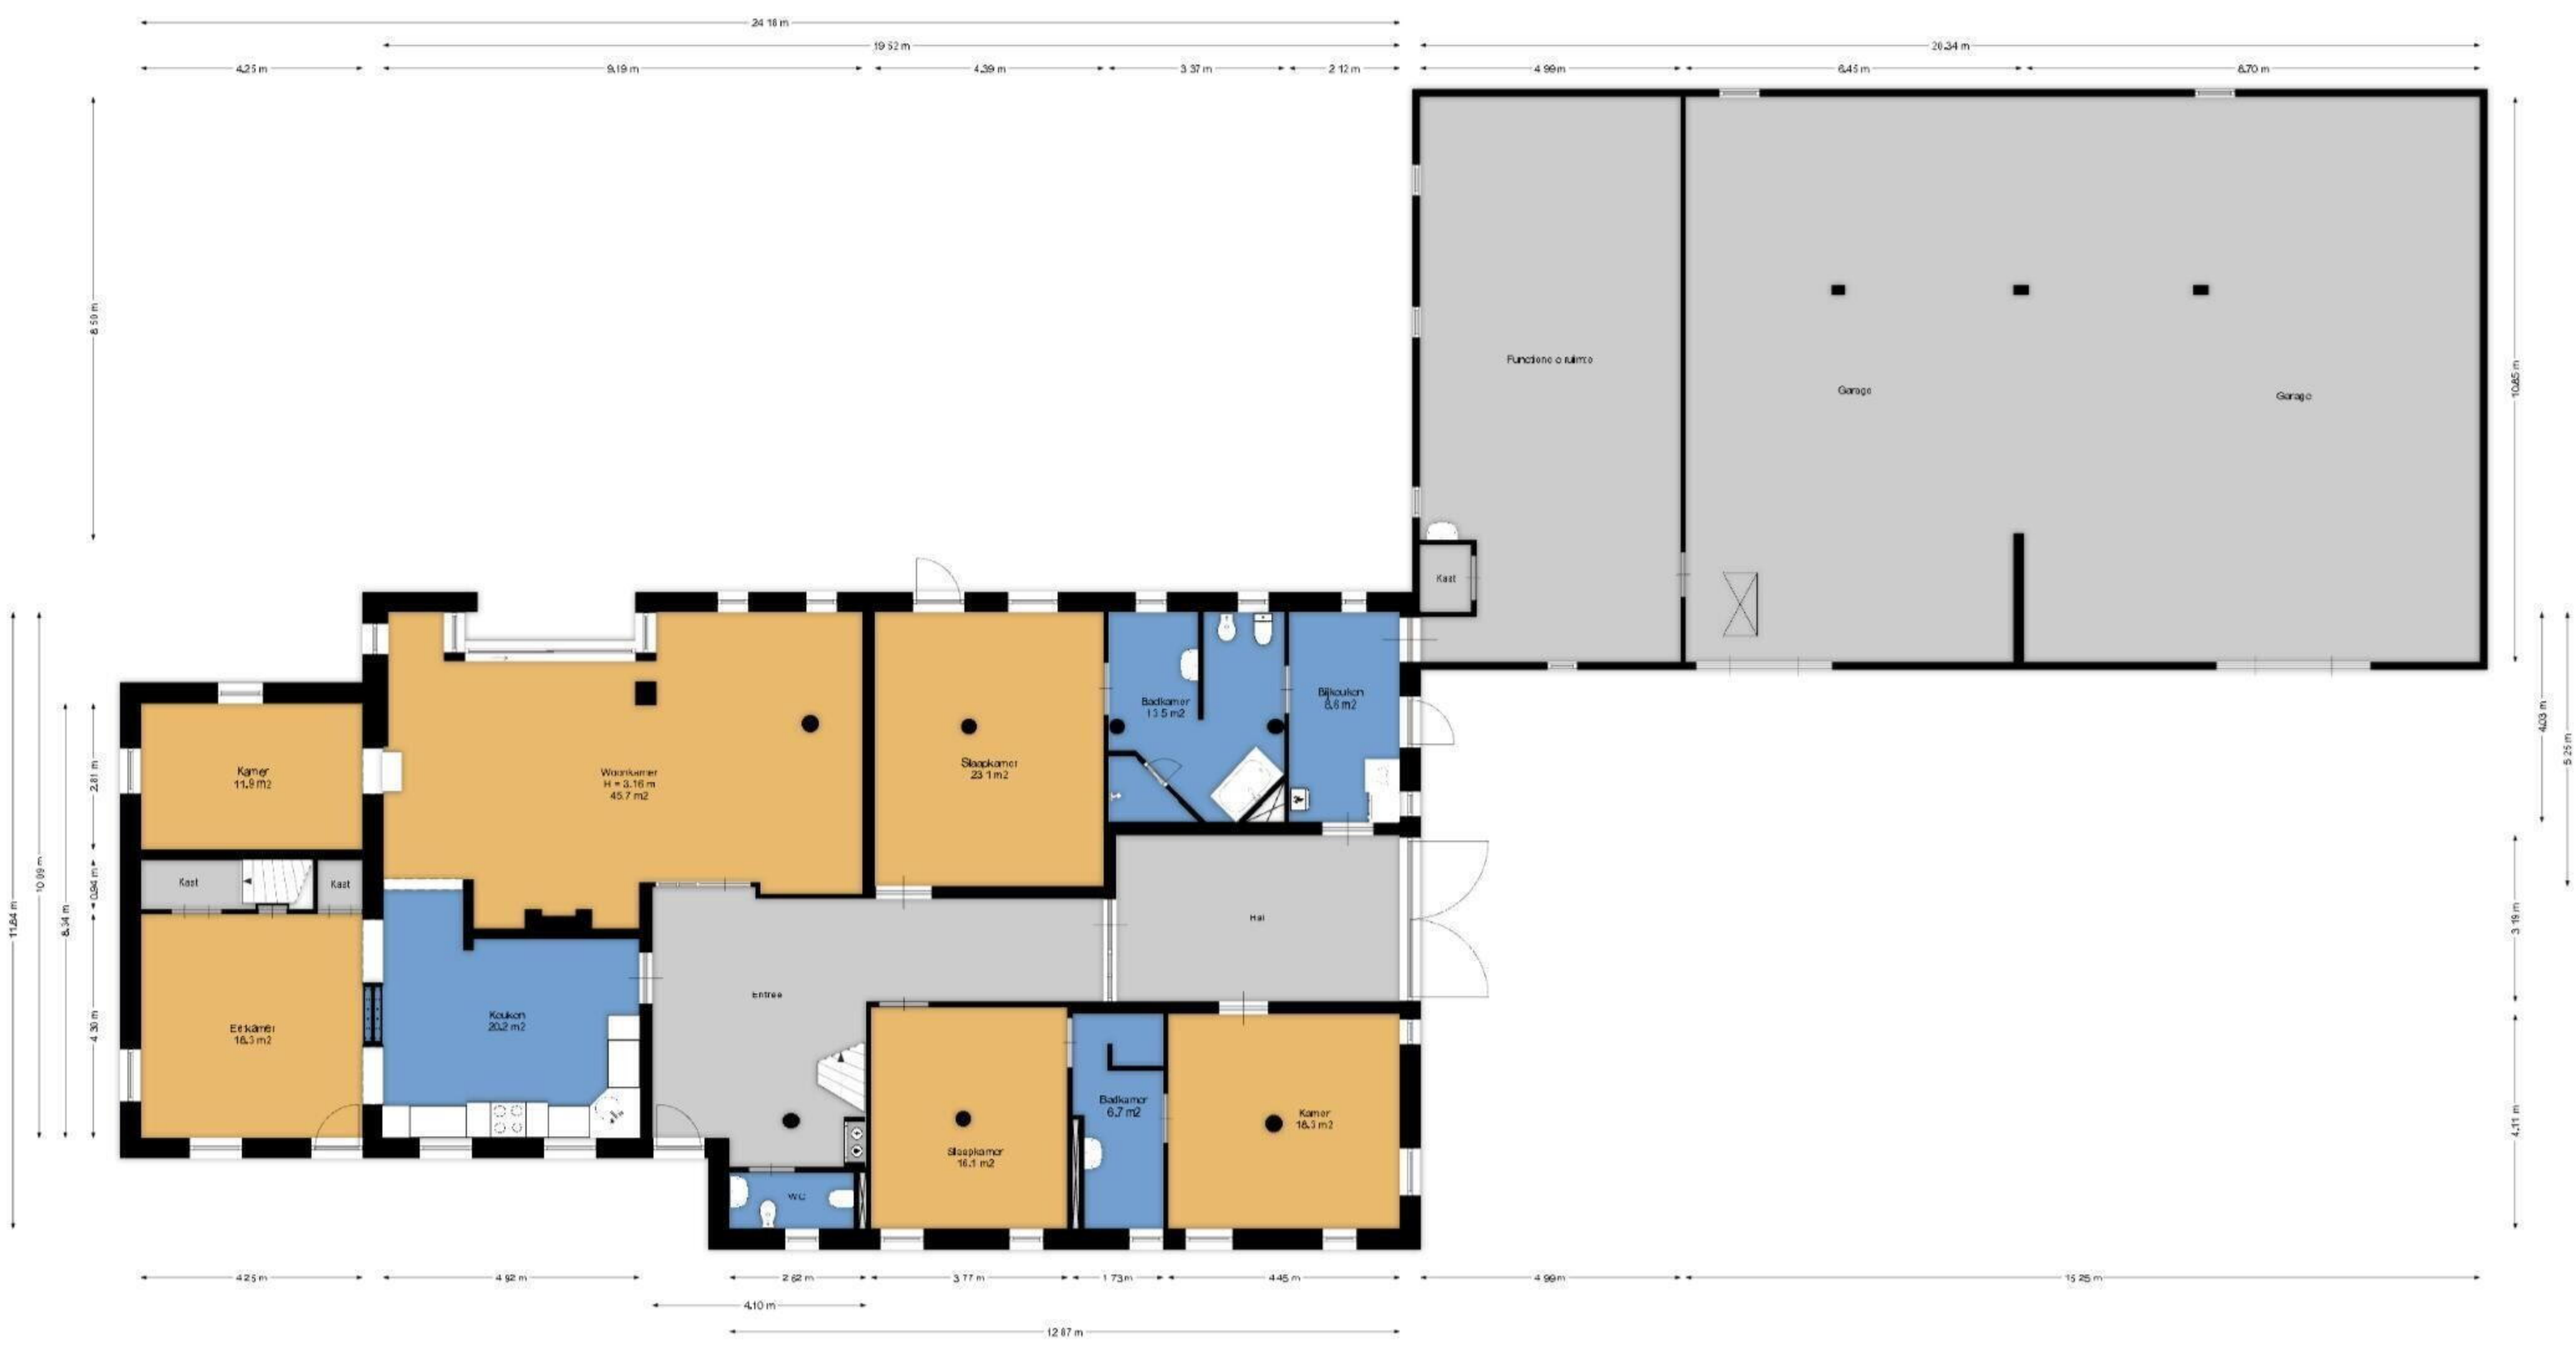 24.18 m
19.52 m
20.34 m
4.25 m
9.19 m
4.39 m
3.37 m
2.12 m
4.99 m
6.45 m
8.70 m
8.50 m
10.85 m
Garage
Garage
Kast
Badkamer
13.5 m2
Bijkeuken
8.6 m2
4.03 m
5.25 m
Kamer
11.9 m2
Woonkamer
H = 3.16 m
45.7 m2
Slaapkamer
23.1 m2
2.81 m
Kast
Kast
0.94 m
10.09 m
8.34 m
11.84 m
Hal
3.19 m
Entree
Keuken
20.2 m2
Eetkamer
18.3 m2
4.30 m
Badkamer
6.7 m2
Kamer
18.3 m2
4.11 m
Slaapkamer
16.1 m2
WC
4.25 m
4.92 m
2.62 m
3.77 m
1.73 m
4.45 m
4.99 m
15.25 m
4.10 m
12.87 m